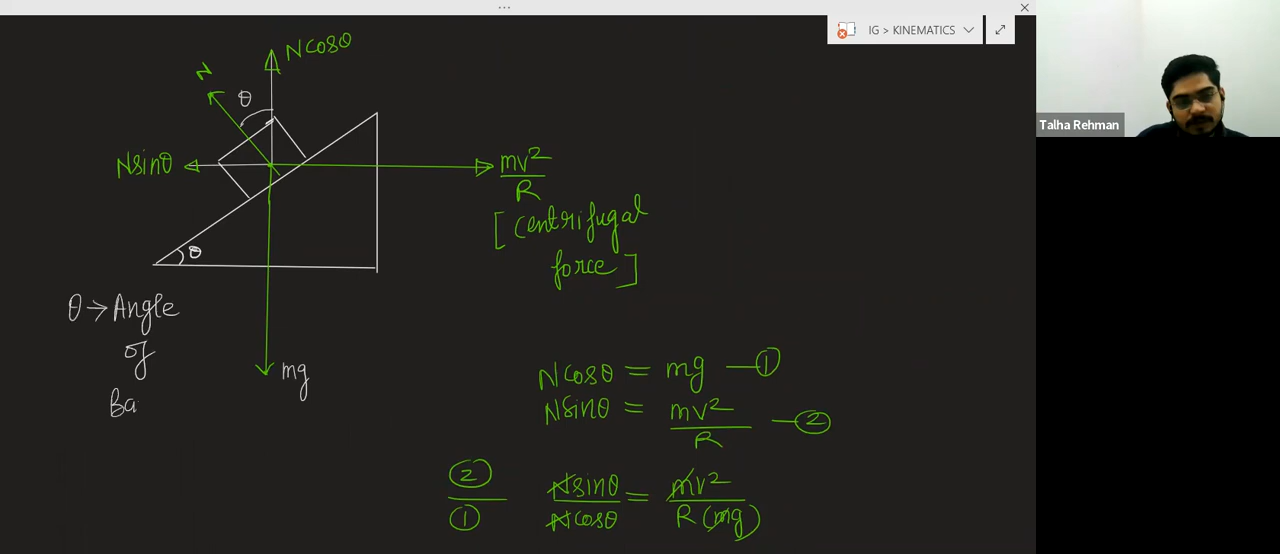 IG > KINEMATICS
Talha Rehman
Ncosθ
N
θ
Nsinθ
mv²
R
[centrifugal
force]
θ
θ → Angle
of
Ba
mg
Ncosθ = mg —①
Nsinθ = mv²/R —②
②/① Nsinθ/Ncosθ = mv²/R(mg)